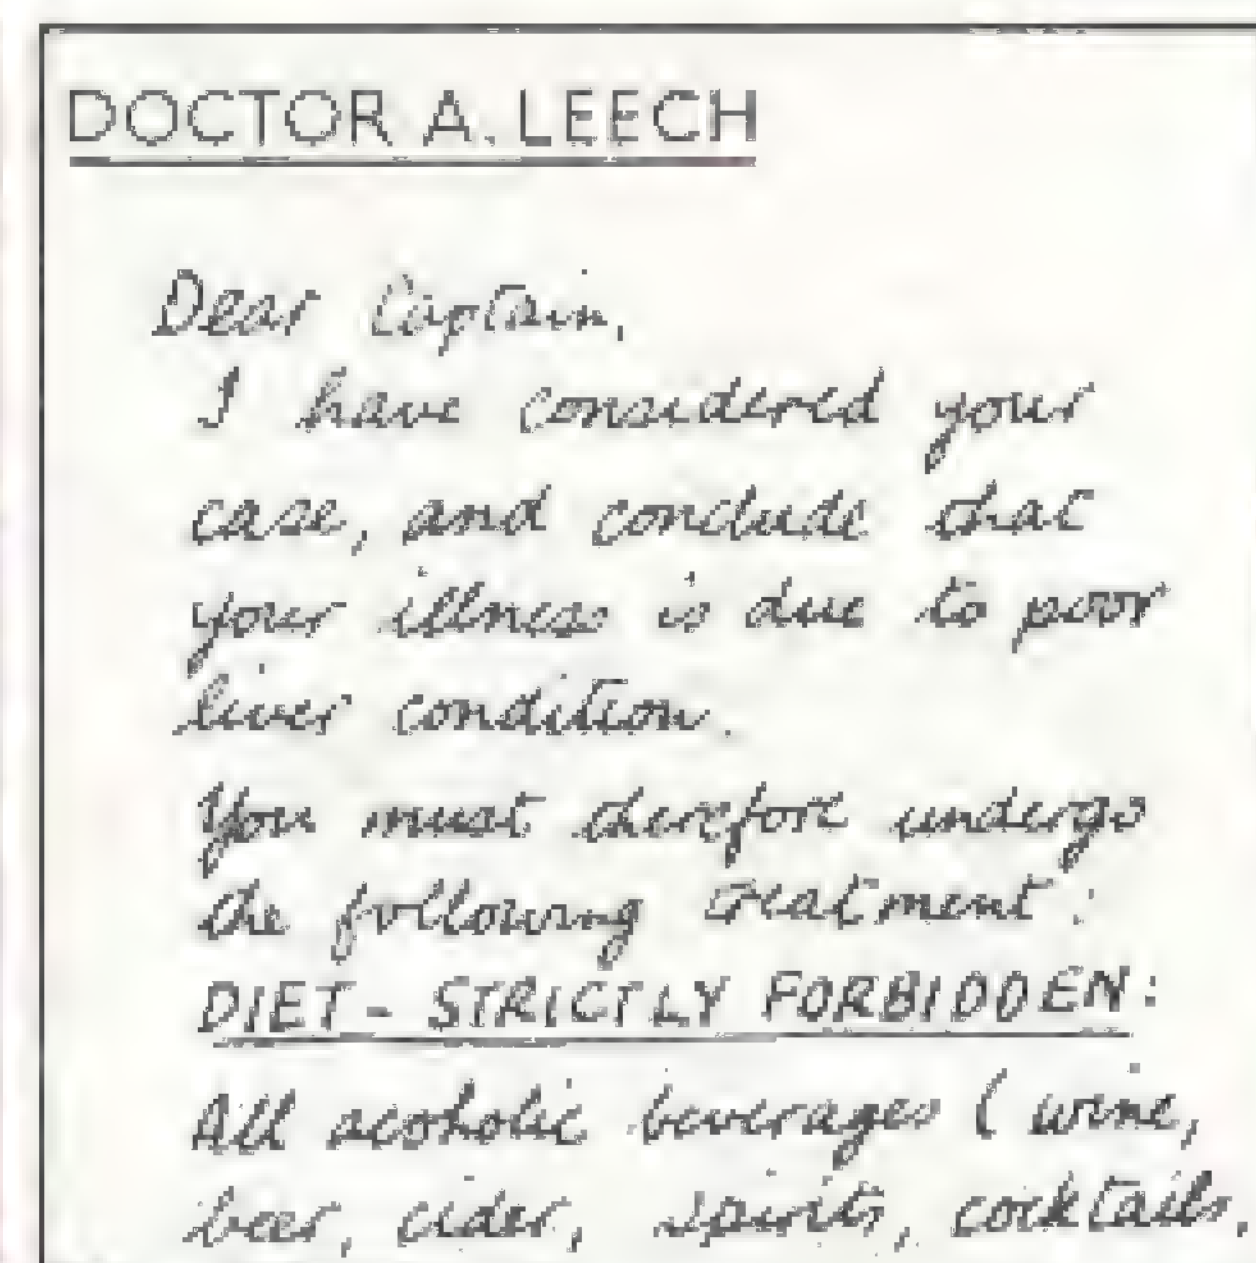 DOCTOR A. LEECH
Dear Captain,
I have considered your
case, and conclude that
your illness is due to poor
liver condition.
You must therefore undergo
the following treatment:
DIET - STRICTLY FORBIDDEN:
All acoholic beverages (wine,
beer, cider, spirits, cocktails,